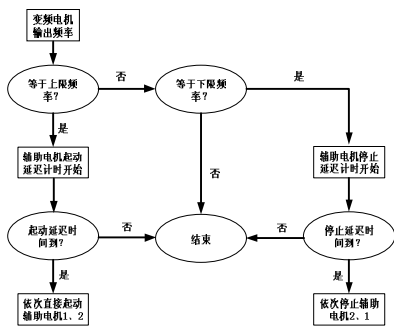 变频电机
输出频率
等于上限频
率?
否
等于下限频
率?
是
是
否
辅助电机起动
延迟计时开始
辅助电机停止
延迟计时开始
起动延迟时
间到?
否
结束
否
停止延迟时
间到?
是
是
依次直接起动
辅助电机1、2
依次停止辅助
电机2、1